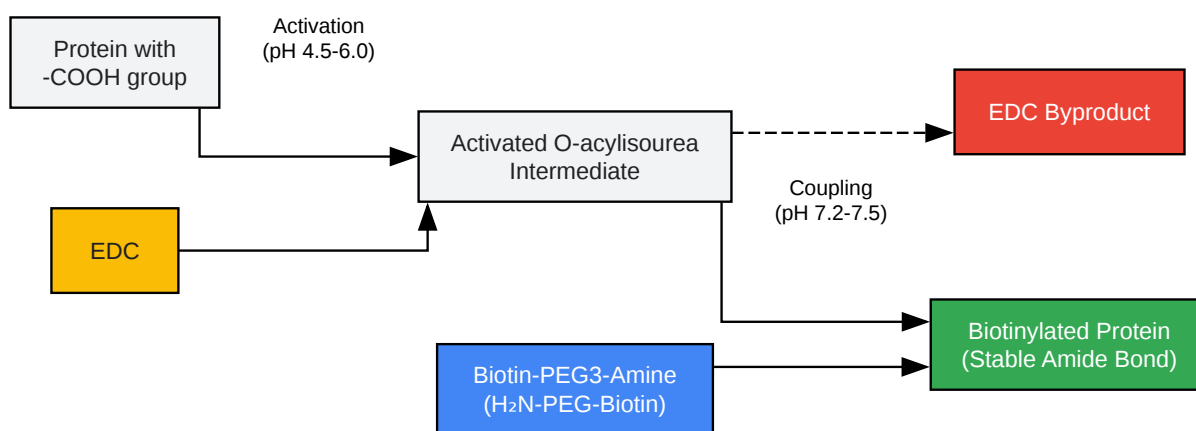 Activation
(pH 4.5-6.0)
Protein with
-COOH group
EDC Byproduct
Activated O-acylisourea
Intermediate
Coupling
(pH 7.2-7.5)
EDC
Biotinylated Protein
(Stable Amide Bond)
Biotin-PEG3-Amine
(H₂N-PEG-Biotin)